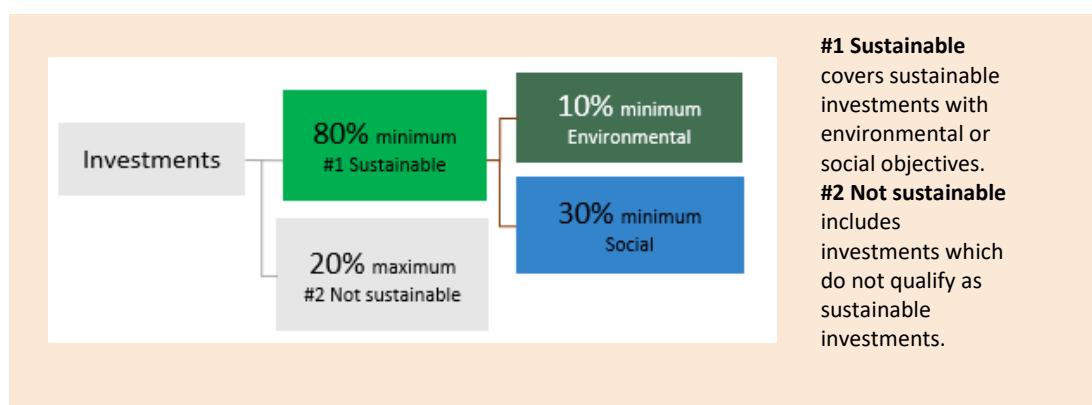 Investments
80% minimum
#1 Sustainable
20% maximum
#2 Not sustainable
10% minimum
Environmental
30% minimum
Social
#1 Sustainable
covers sustainable
investments with
environmental or
social objectives.
#2 Not sustainable
includes
investments which
do not qualify as
sustainable
investments.